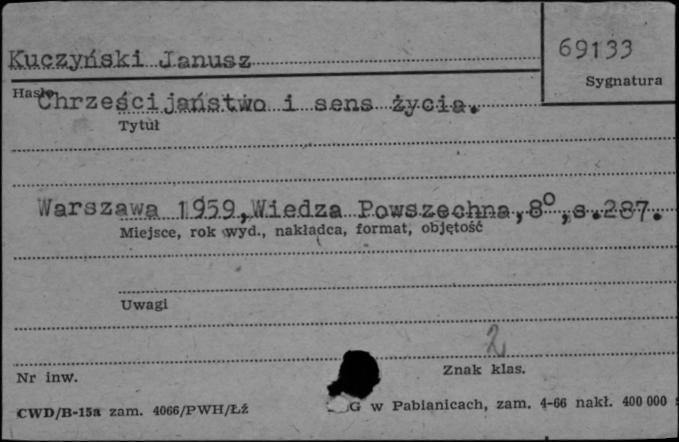 Kuczyński Janusz
69133
Sygnatura
Hasło
Chrześcijaństwo i sens życia.
Tytuł
Warszawa 1959, Wiedza Powszechna, 8°, s. 287.
Miejsce, rok wyd., nakładca, format, objętość
Uwagi
2
Nr inw.
Znak klas.
CWD/B-15a zam. 4066/PWH/Łź
G w Pabianicach, zam. 4-66 nakł. 400 000